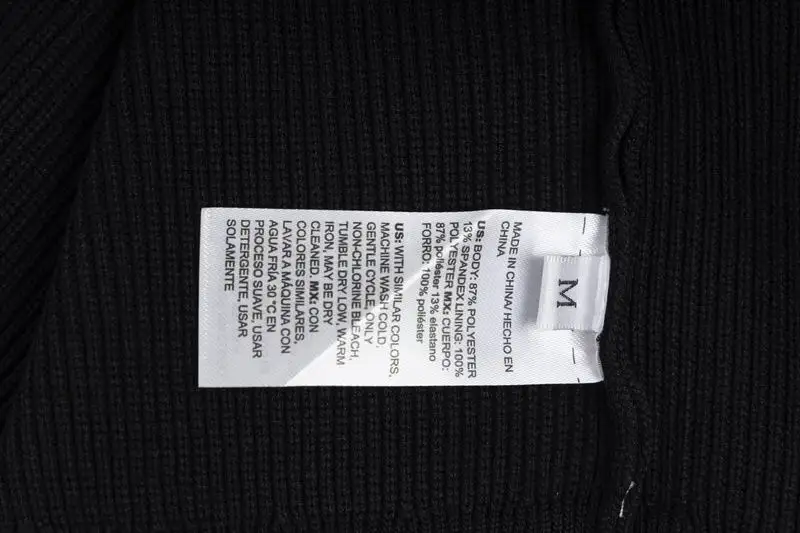 M
MADE IN CHINA/ HECHO EN
CHINA
US: BODY: 87% POLYESTER
13% SPANDEX LINING: 100%
POLYESTER MX: CUERPO:
87% poliéster 13% elastano
FORRO: 100% poliéster
US: WITH SIMILAR COLORS,
MACHINE WASH COLD,
GENTLE CYCLE, ONLY
NON-CHLORINE BLEACH,
TUMBLE DRY LOW, WARM
IRON, MAY BE DRY
CLEANED. MX: CON
COLORES SIMILARES,
LAVAR A MÁQUINA CON
AGUA FRÍA 30 °C EN
PROCESO SUAVE, USAR
DETERGENTE, USAR
SOLAMENTE